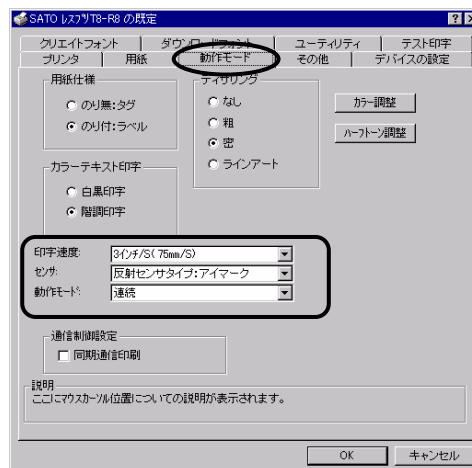 SATO ﾚｽﾌﾟﾘT8-R8 の既定
クリエイトフォント ダウンロードフォント ユーティリティ テスト印字
プリンタ 用紙 動作モード その他 デバイスの設定
用紙仕様
のり無:タグ
のり付:ラベル
ディザリング
なし
粗
密
ラインアート
カラー調整
ハーフトーン調整
カラーテキスト印字
白黒印字
階調印字
印字速度: 3インチ/S( 75mm/S)
センサ: 反射センサタイプ:アイマーク
動作モード: 連続
通信制御設定
同期通信印刷
説明
ここにマウスカーソル位置についての説明が表示されます。
OK キャンセル